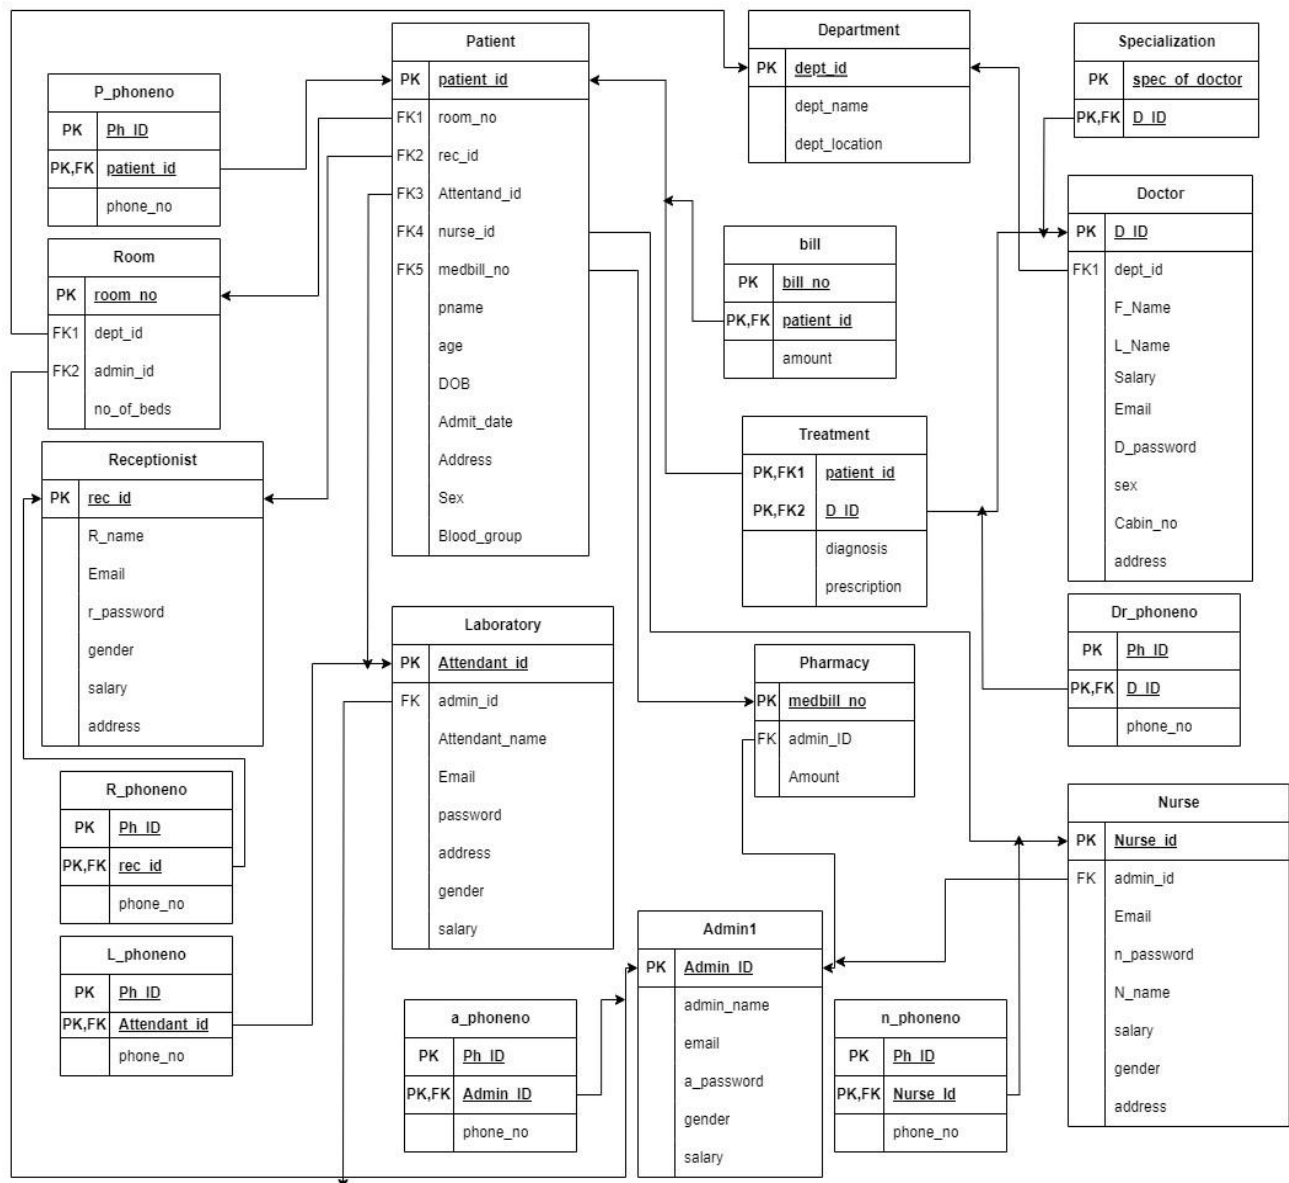 P_phoneno
PK Ph_ID
PK,FK patient_id
phone_no
Room
PK room_no
FK1 dept_id
FK2 admin_id
no_of_beds
Receptionist
PK rec_id
R_name
Email
r_password
gender
salary
address
R_phoneno
PK Ph_ID
PK,FK rec_id
phone_no
L_phoneno
PK Ph_ID
PK,FK Attendant_id
phone_no
Patient
PK patient_id
FK1 room_no
FK2 rec_id
FK3 Attentand_id
FK4 nurse_id
FK5 medbill_no
pname
age
DOB
Admit_date
Address
Sex
Blood_group
Laboratory
PK Attendant_id
FK admin_id
Attendant_name
Email
password
address
gender
salary
a_phoneno
PK Ph_ID
PK,FK Admin_ID
phone_no
Department
PK dept_id
dept_name
dept_location
bill
PK bill_no
PK,FK patient_id
amount
Treatment
PK,FK1 patient_id
PK,FK2 D_ID
diagnosis
prescription
Pharmacy
PK medbill_no
FK admin_ID
Amount
Admin1
PK Admin_ID
admin_name
email
a_password
gender
salary
n_phoneno
PK Ph_ID
PK,FK Nurse_Id
phone_no
Specialization
PK spec_of_doctor
PK,FK D_ID
Doctor
PK D_ID
FK1 dept_id
F_Name
L_Name
Salary
Email
D_password
sex
Cabin_no
address
Dr_phoneno
PK Ph_ID
PK,FK D_ID
phone_no
Nurse
PK Nurse_id
FK admin_id
Email
n_password
N_name
salary
gender
address